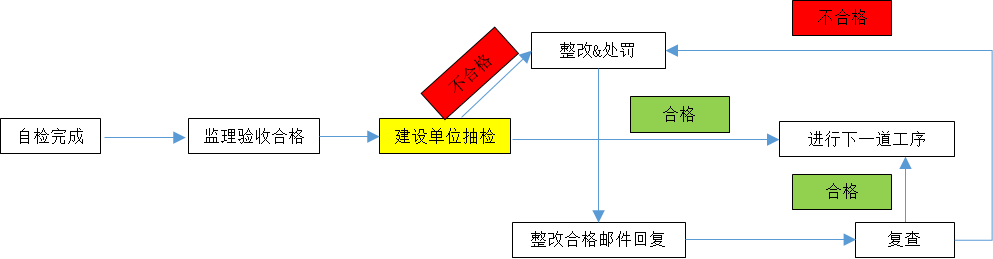 不合格
整改&处罚
不合格
合格
自检完成
监理验收合格
建设单位抽检
进行下一道工序
合格
整改合格邮件回复
复查